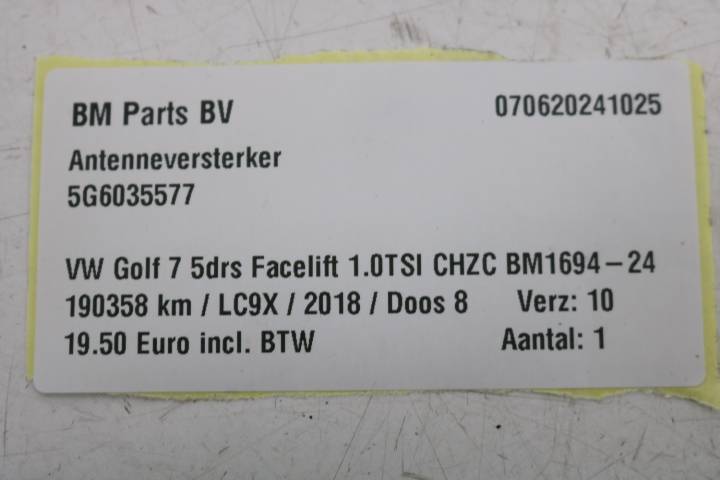 BM Parts BV 070620241025
Antenneversterker
5G6035577
VW Golf 7 5drs Facelift 1.0TSI CHZC BM1694-24
190358 km / LC9X / 2018 / Doos 8 Verz: 10
19.50 Euro incl. BTW Aantal: 1